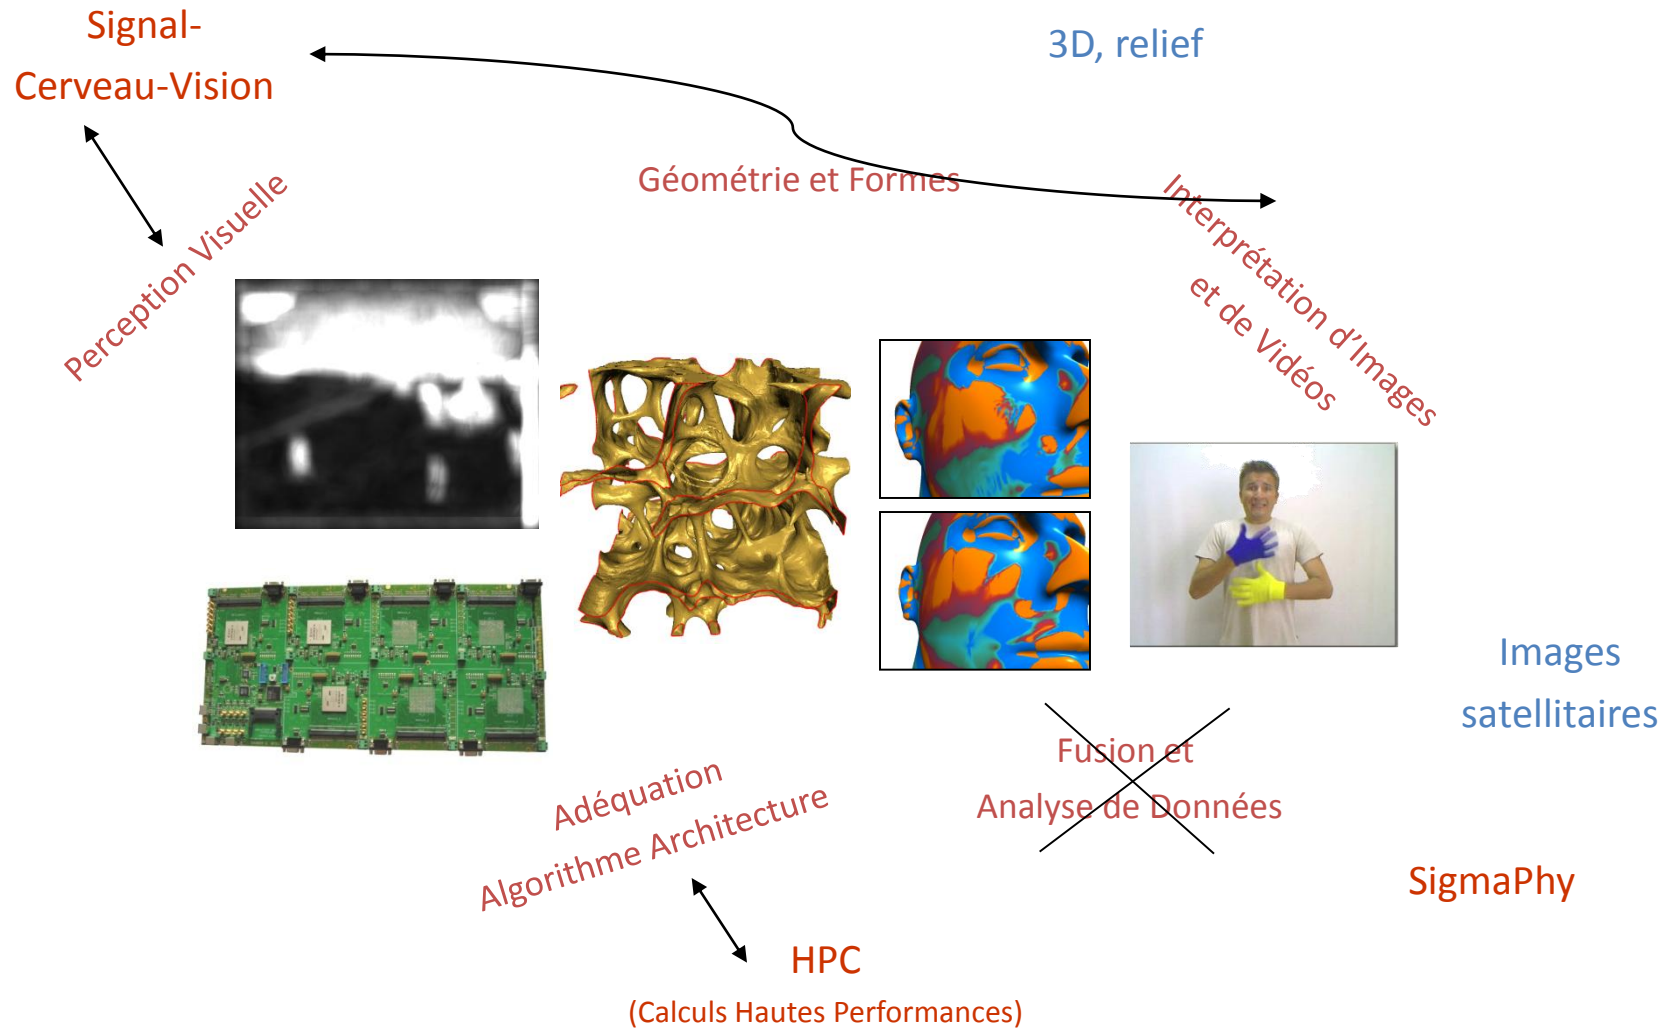 Signal-
Cerveau-Vision
3D, relief
Géométrie et Formes
Perception Visuelle
Interprétation d’Images
et de Vidéos
Images
satellitaires
Fusion et
Analyse de Données
Adéquation
Algorithme Architecture
SigmaPhy
HPC
(Calculs Hautes Performances)